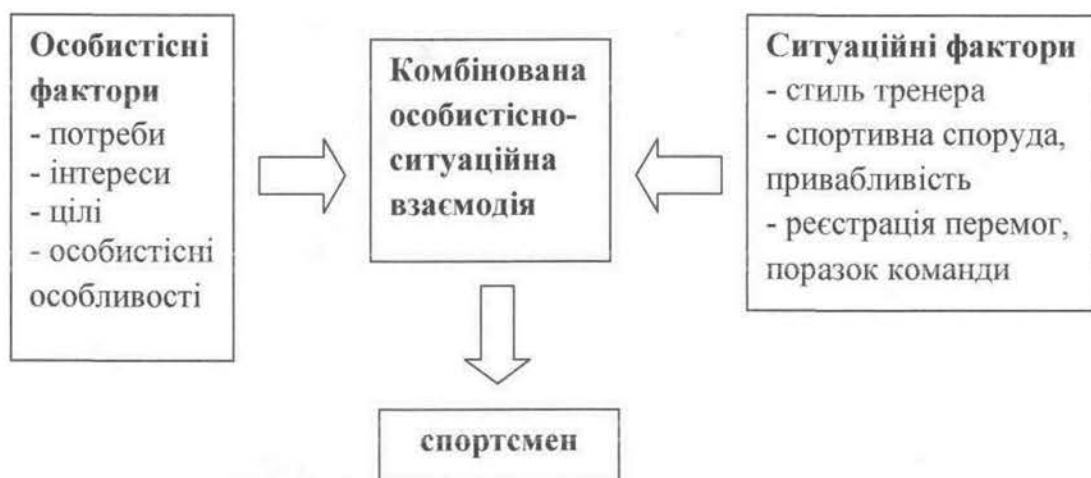 Особистісні
фактори
- потреби
- інтереси
- цілі
- особистісні
особливості
Комбінована
особистісно-
ситуаційна
взаємодія
Ситуаційні фактори
- стиль тренера
- спортивна споруда,
привабливість
- реєстрація перемог,
поразок команди
спортсмен